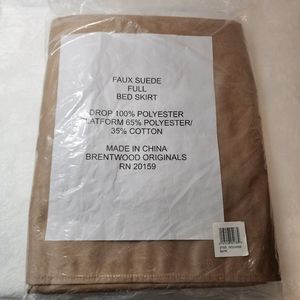 FAUX SUEDE
FULL
BED SKIRT
DROP 100% POLYESTER
PLATFORM 65% POLYESTER/
35% COTTON
MADE IN CHINA
BRENTWOOD ORIGINALS
RN 20159